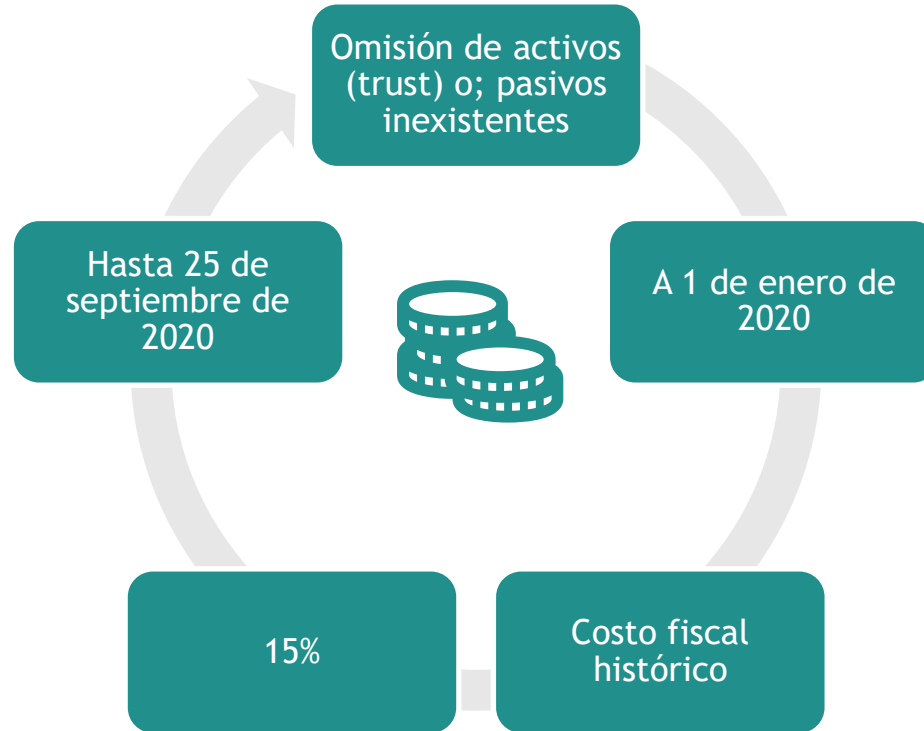 Omisión de activos
(trust) o; pasivos
inexistentes
A 1 de enero de
2020
Costo fiscal
histórico
15%
Hasta 25 de
septiembre de
2020